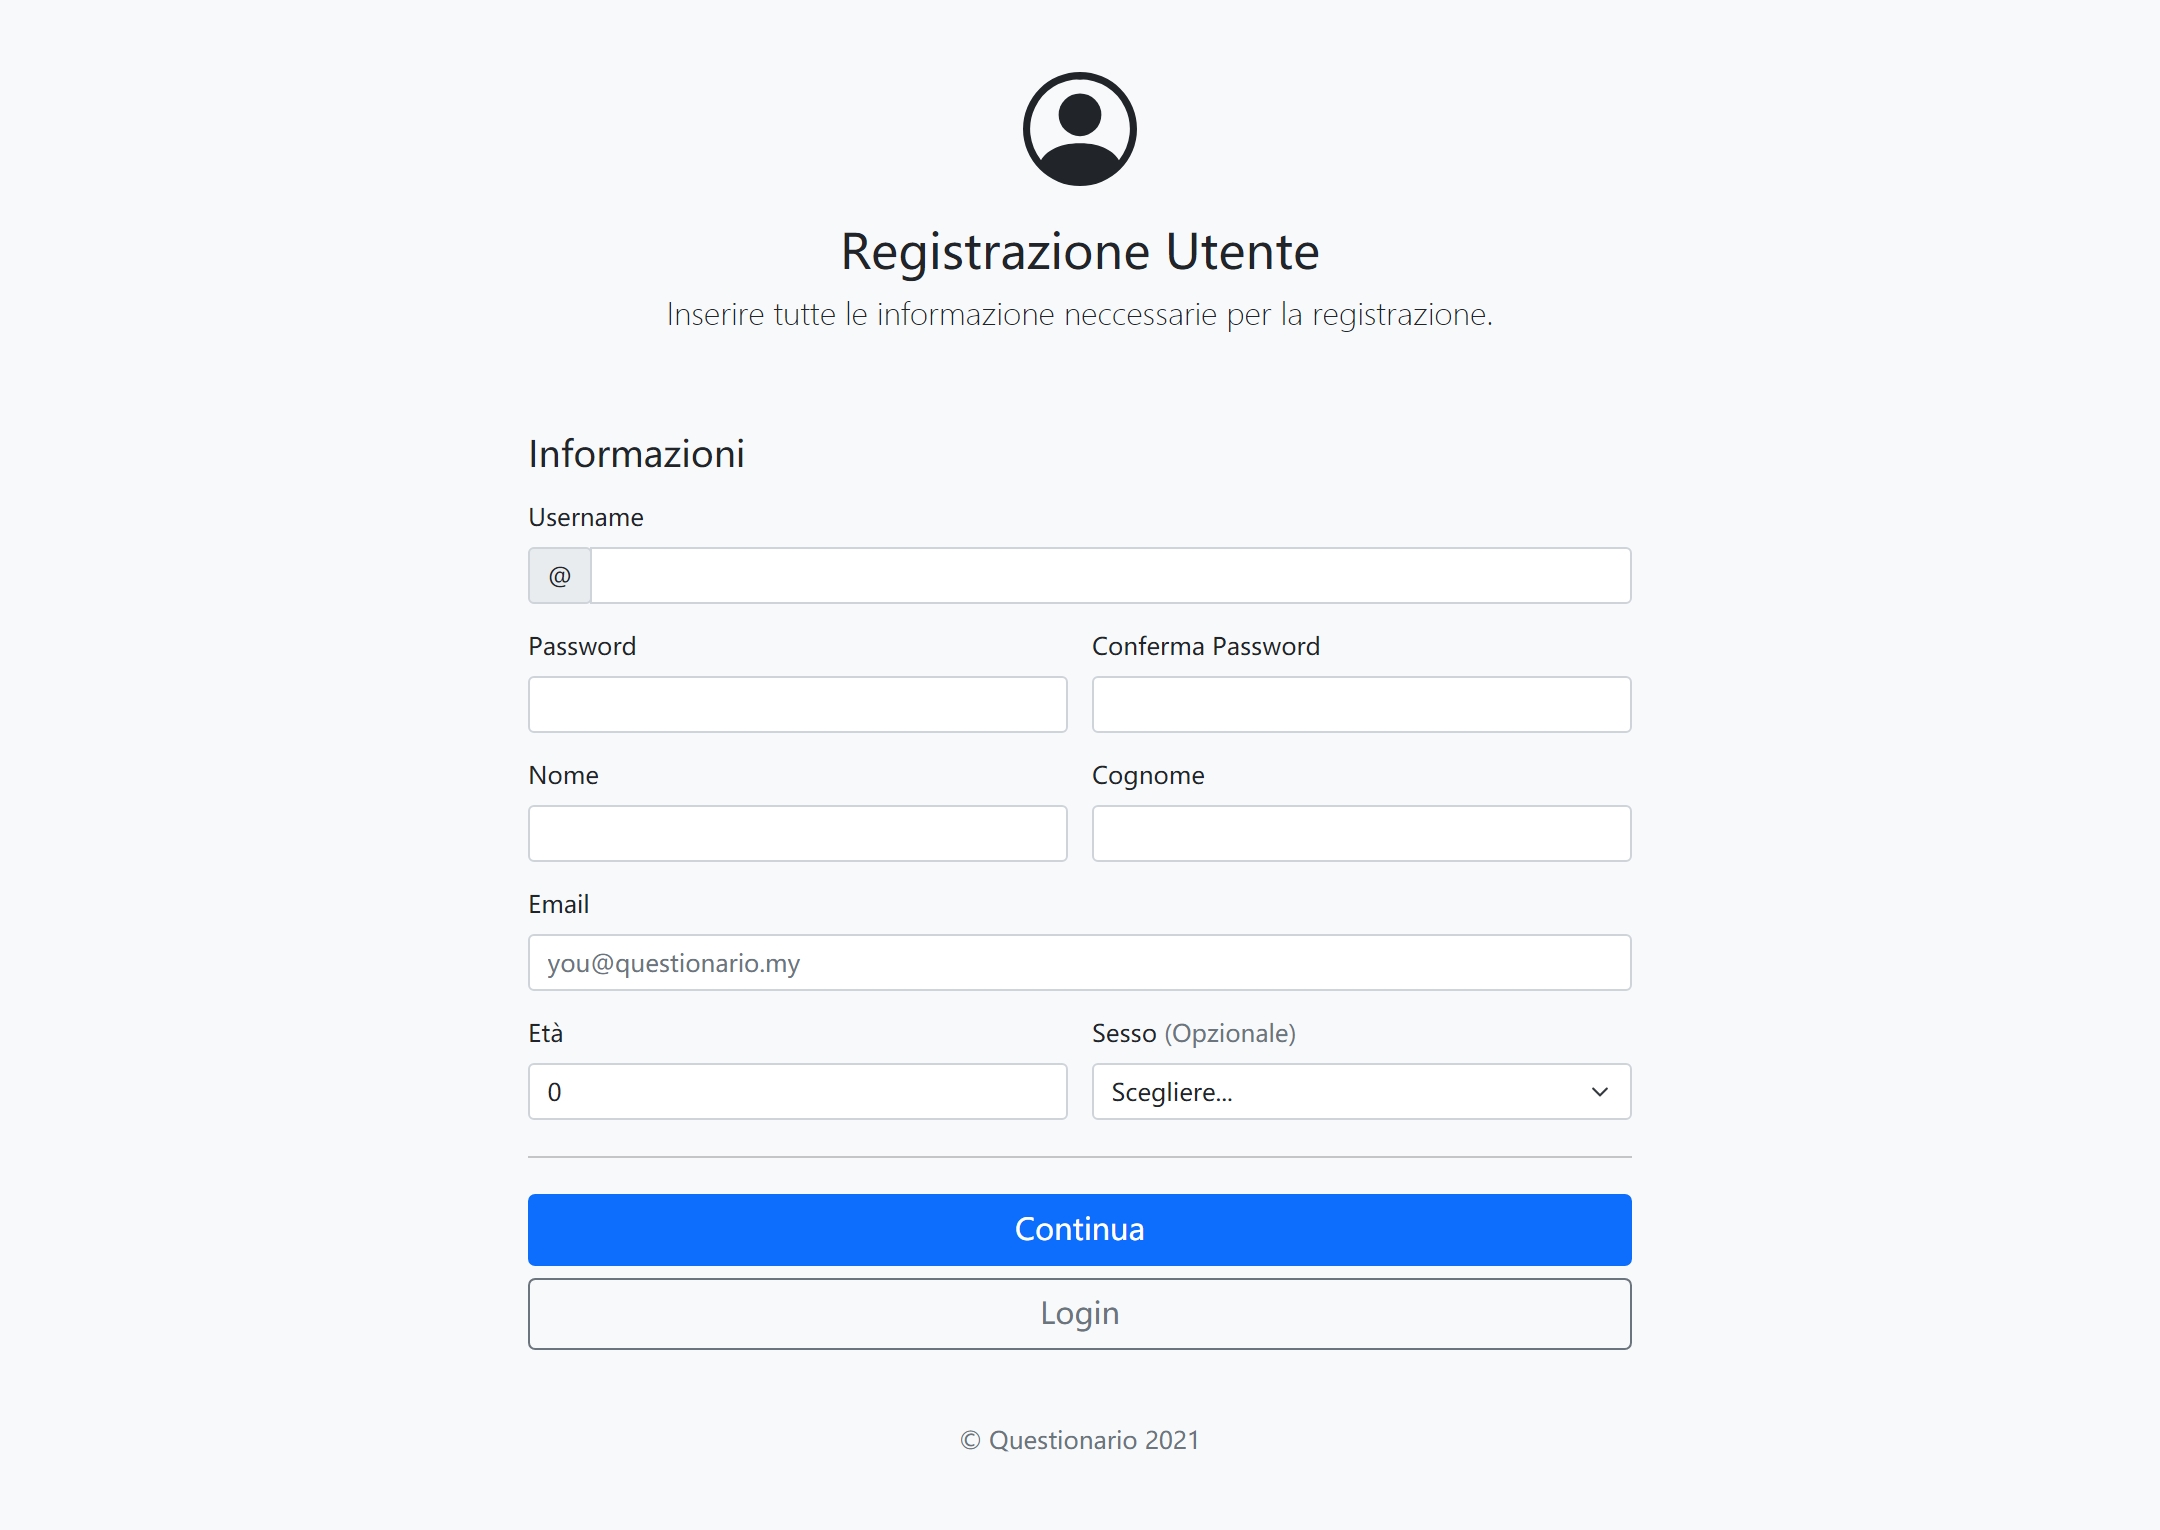 Registrazione Utente
Inserire tutte le informazione neccessarie per la registrazione.
Informazioni
Username
@
Password
Conferma Password
Nome
Cognome
Email
you@questionario.my
Età
Sesso (Opzionale)
0
Scegliere...
Continua
Login
© Questionario 2021